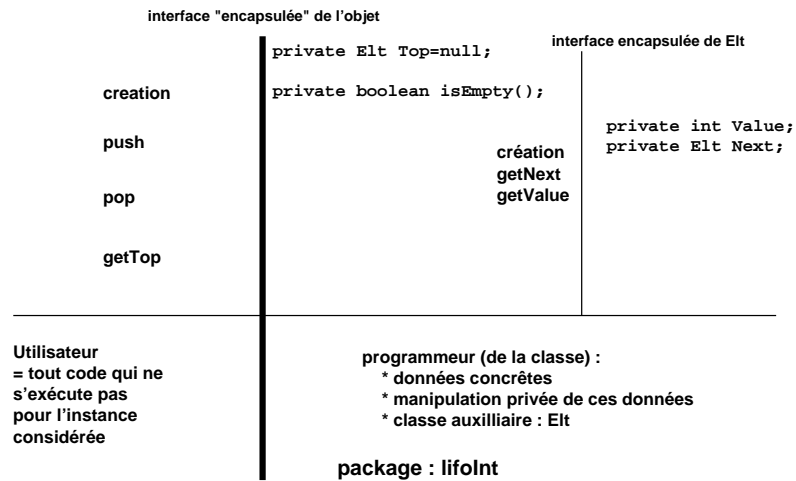 interface "encapsulée" de l'objet
private Elt Top=null;
interface encapsulée de Elt
creation
private boolean isEmpty();
push
private int Value;
private Elt Next;
création
getNext
getValue
pop
getTop
Utilisateur
= tout code qui ne
s'exécute pas
pour l'instance
considérée
programmeur (de la classe) :
* données concrêtes
* manipulation privée de ces données
* classe auxilliaire : Elt
package : lifoInt